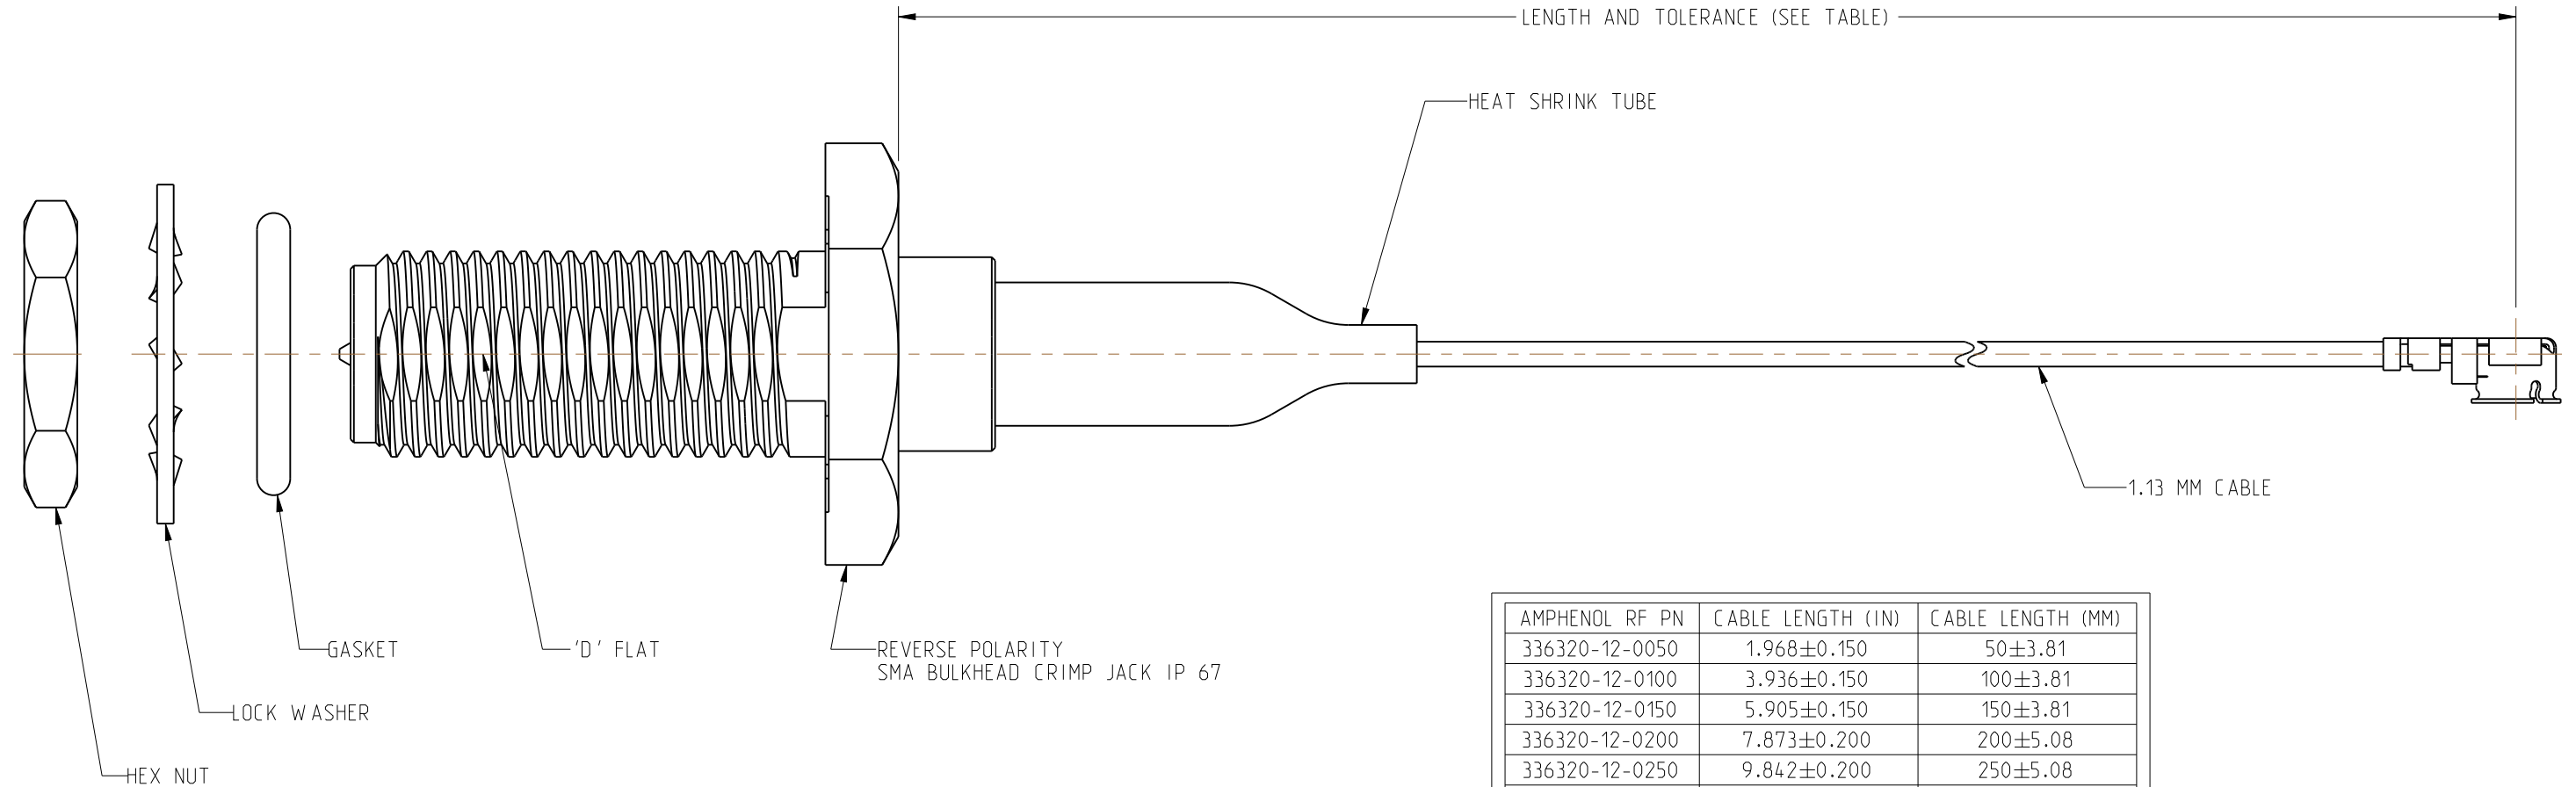 LENGTH AND TOLERANCE (SEE TABLE)
HEAT SHRINK TUBE
1.13 MM CABLE
GASKET
'D' FLAT
REVERSE POLARITY
SMA BULKHEAD CRIMP JACK IP 67
LOCK WASHER
HEX NUT
AMPHENOL RF PN CABLE LENGTH (IN) CABLE LENGTH (MM)
336320-12-0050 1.968±0.150 50±3.81
336320-12-0100 3.936±0.150 100±3.81
336320-12-0150 5.905±0.150 150±3.81
336320-12-0200 7.873±0.200 200±5.08
336320-12-0250 9.842±0.200 250±5.08